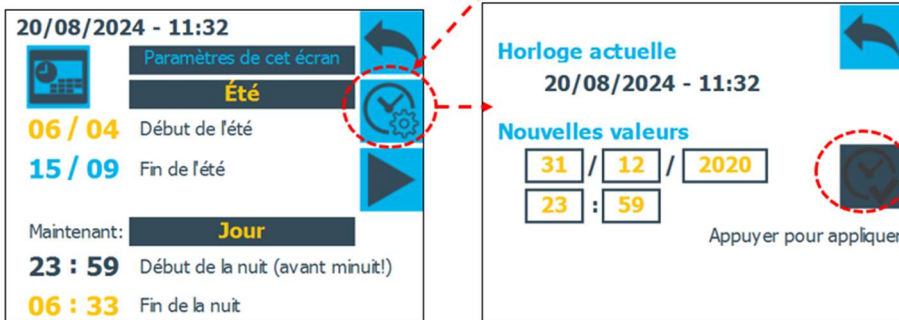 20/08/2024 - 11:32
Paramètres de cet écran
Été
06 / 04 Début de l'été
15 / 09 Fin de l'été
Maintenant: Jour
23 : 59 Début de la nuit (avant minuit!)
06 : 33 Fin de la nuit
Horloge actuelle
20/08/2024 - 11:32
Nouvelles valeurs
31 / 12 / 2020
23 : 59
Appuyer pour appliquer